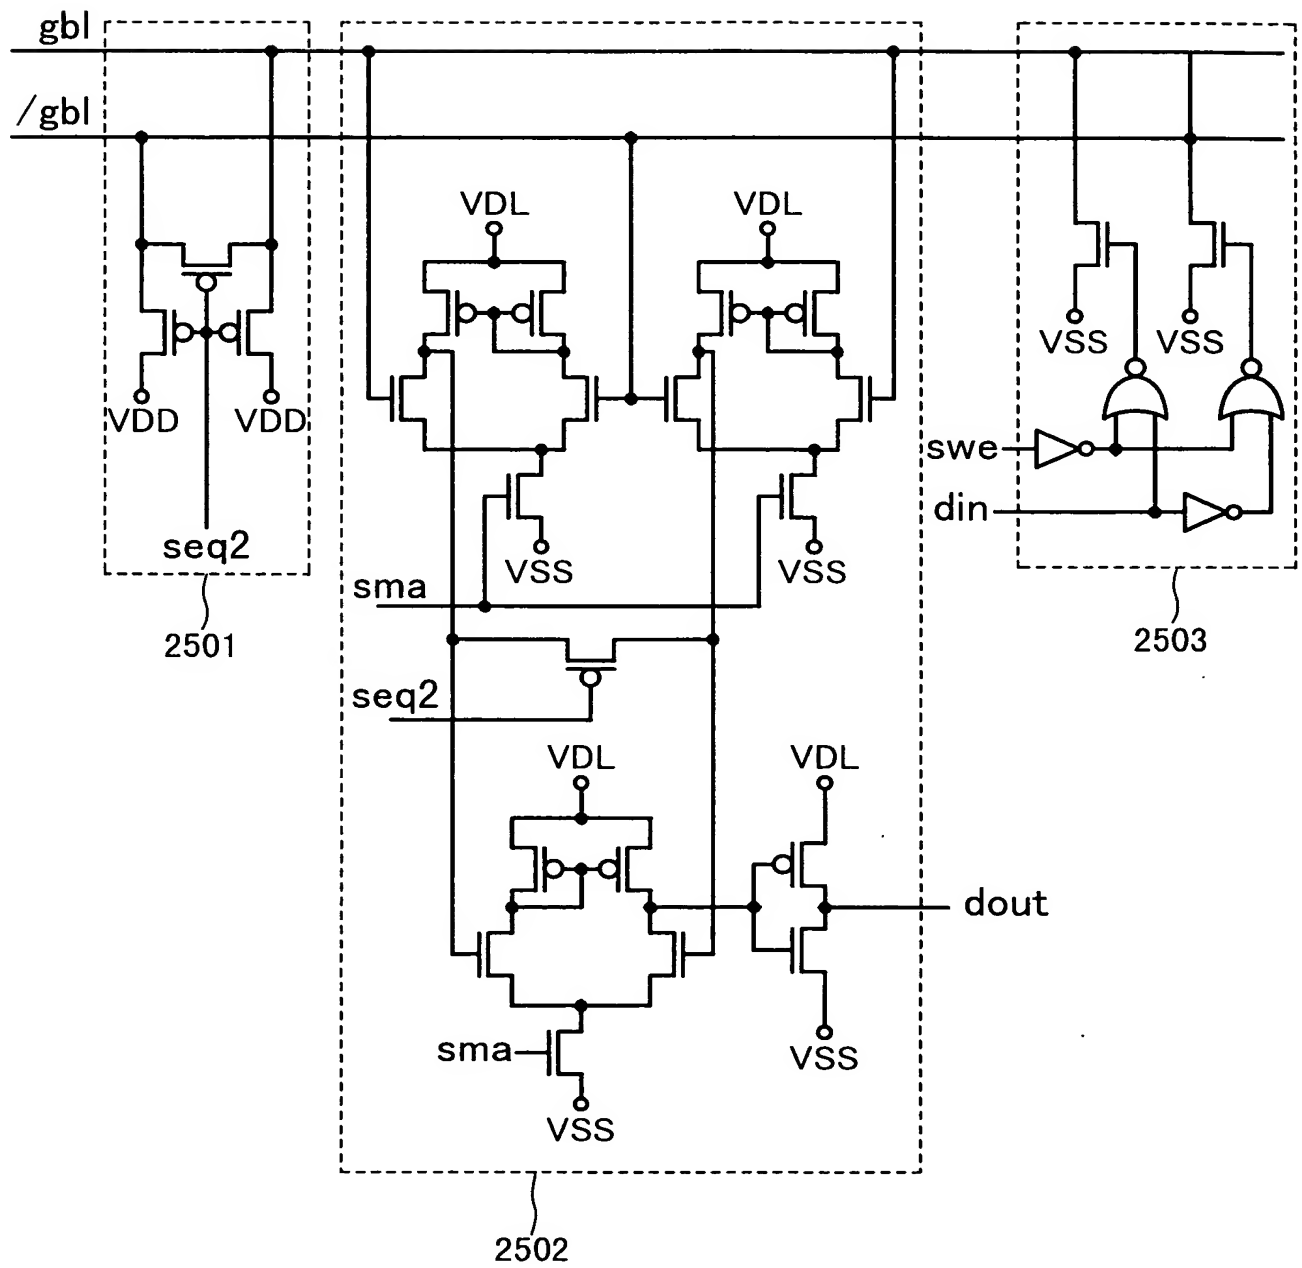 gbl
/gbl
VDL
VDL
VSS
VSS
VDD
VDD
swe
din
seq2
VSS
VSS
sma
2501
2503
seq2
VDL
VDL
dout
sma
VSS
VSS
2502